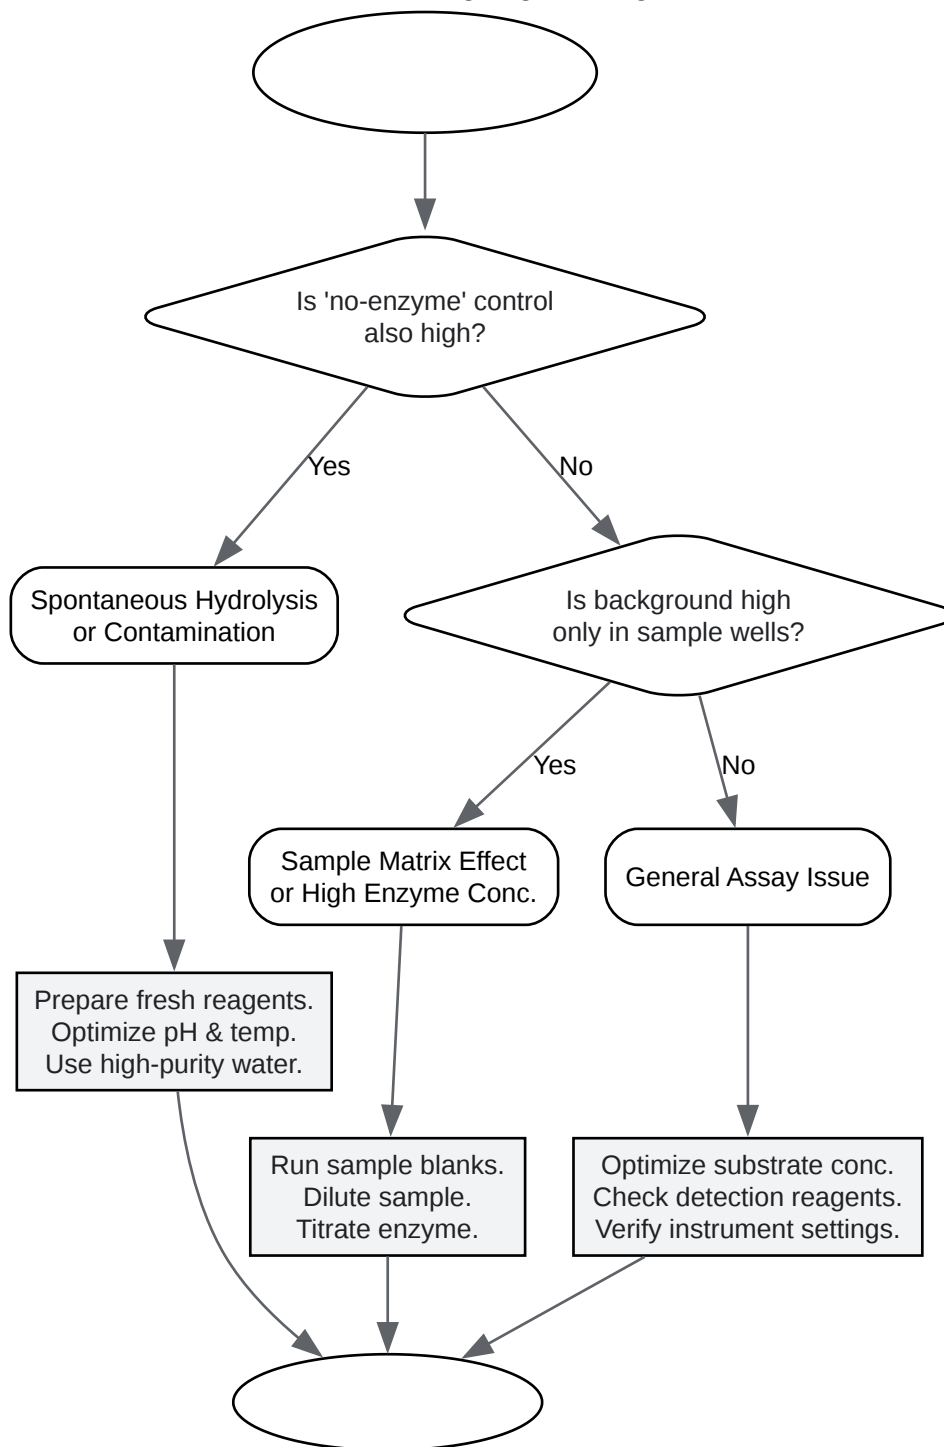 Is 'no-enzyme' control
also high?
Yes
No
Spontaneous Hydrolysis
or Contamination
Is background high
only in sample wells?
Yes
No
Sample Matrix Effect
or High Enzyme Conc.
General Assay Issue
Prepare fresh reagents.
Optimize pH & temp.
Use high-purity water.
Run sample blanks.
Dilute sample.
Titrate enzyme.
Optimize substrate conc.
Check detection reagents.
Verify instrument settings.